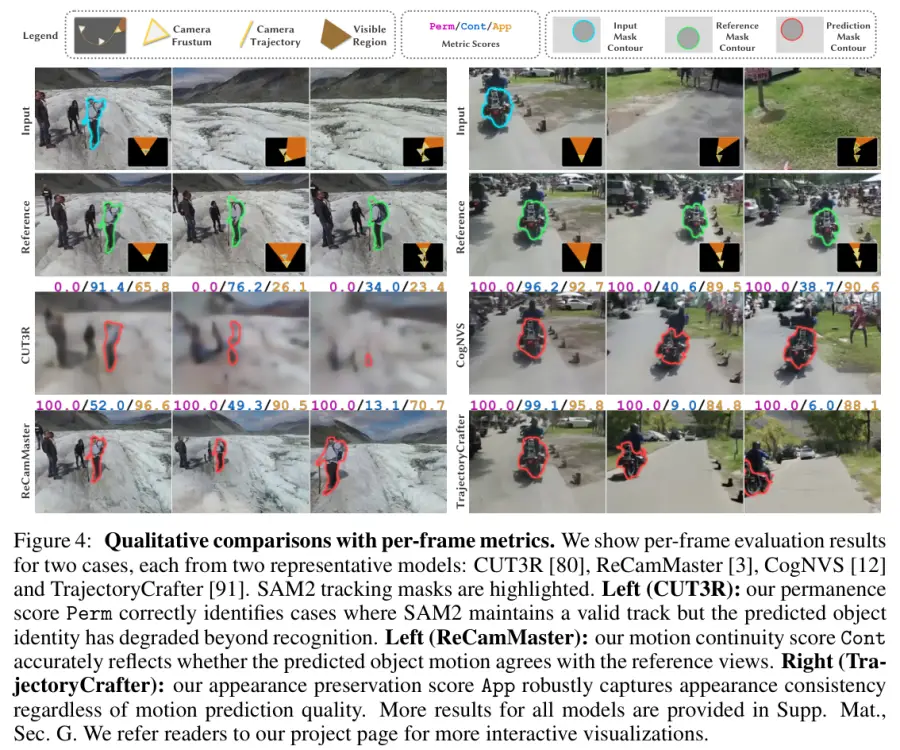 Legend
Camera Frustum
Camera Trajectory
Visible Region
Perm/Cont/App
Metric Scores
Input Mask Contour
Reference Mask Contour
Prediction Mask Contour
Input
Input
Reference
Reference
0.0/91.4/65.8 0.0/76.2/26.1 0.0/34.0/23.4
100.0/96.2/92.7 100.0/40.6/89.5 100.0/38.7/90.6
CUT3R
CogNVS
100.0/52.0/96.6 100.0/49.3/90.5 100.0/13.1/70.7
100.0/99.1/95.8 100.0/9.0/84.8 100.0/6.0/88.1
ReCamMaster
TrajectoryCrafter
Figure 4: Qualitative comparisons with per-frame metrics. We show per-frame evaluation results
for two cases, each from two representative models: CUT3R [80], ReCamMaster [3], CogNVS [12]
and TrajectoryCrafter [91]. SAM2 tracking masks are highlighted. Left (CUT3R): our permanence
score Perm correctly identifies cases where SAM2 maintains a valid track but the predicted object
identity has degraded beyond recognition. Left (ReCamMaster): our motion continuity score Cont
accurately reflects whether the predicted object motion agrees with the reference views. Right (Tra-
jectoryCrafter): our appearance preservation score App robustly captures appearance consistency
regardless of motion prediction quality. More results for all models are provided in Supp. Mat.,
Sec. G. We refer readers to our project page for more interactive visualizations.